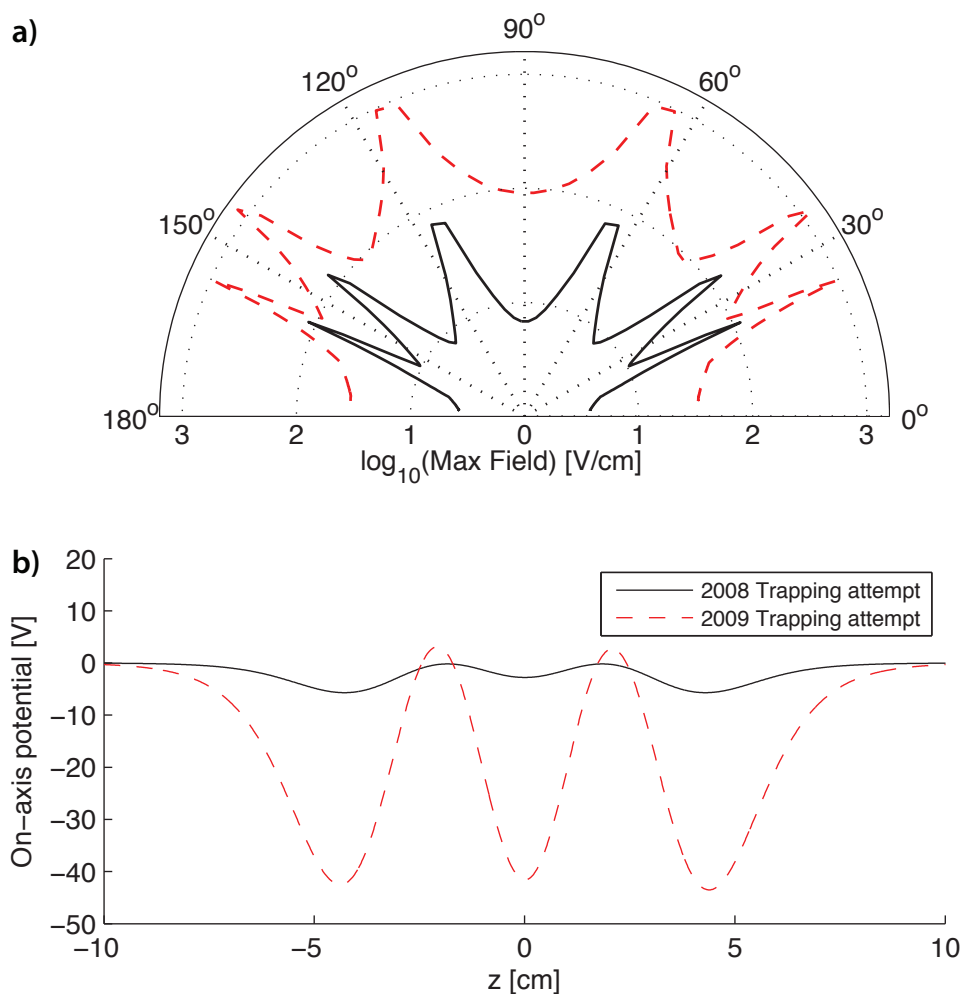 a)
90°
120°
60°
150°
30°
180°
0°
3 2 1 0 1 2 3
log10(Max Field) [V/cm]
b)
20
10
0
−10
−20
−30
−40
−50
On−axis potential [V]
2008 Trapping attempt
2009 Trapping attempt
−10 −5 0 5 10
z [cm]